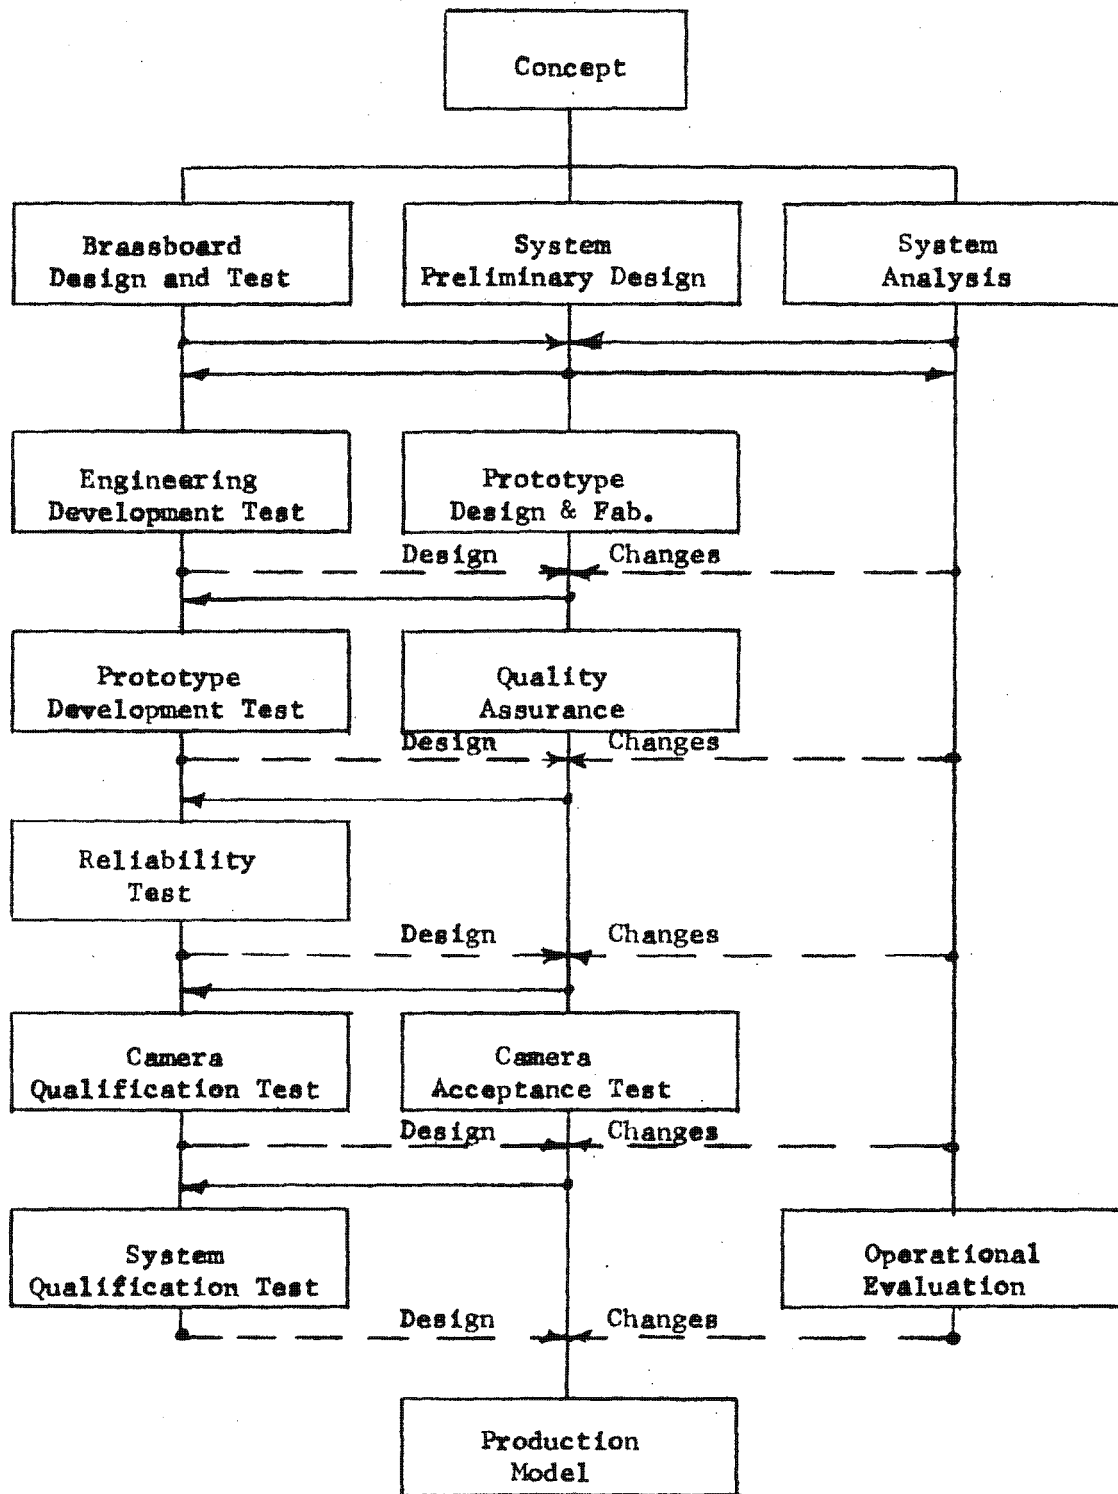 Concept
Brassboard
Design and Test
System
Preliminary Design
System
Analysis
Engineering
Development Test
Prototype
Design & Fab.
Design Changes
Prototype
Development Test
Quality
Assurance
Design Changes
Reliability
Test
Design Changes
Camera
Qualification Test
Camera
Acceptance Test
Design Changes
System
Qualification Test
Operational
Evaluation
Design Changes
Production
Model